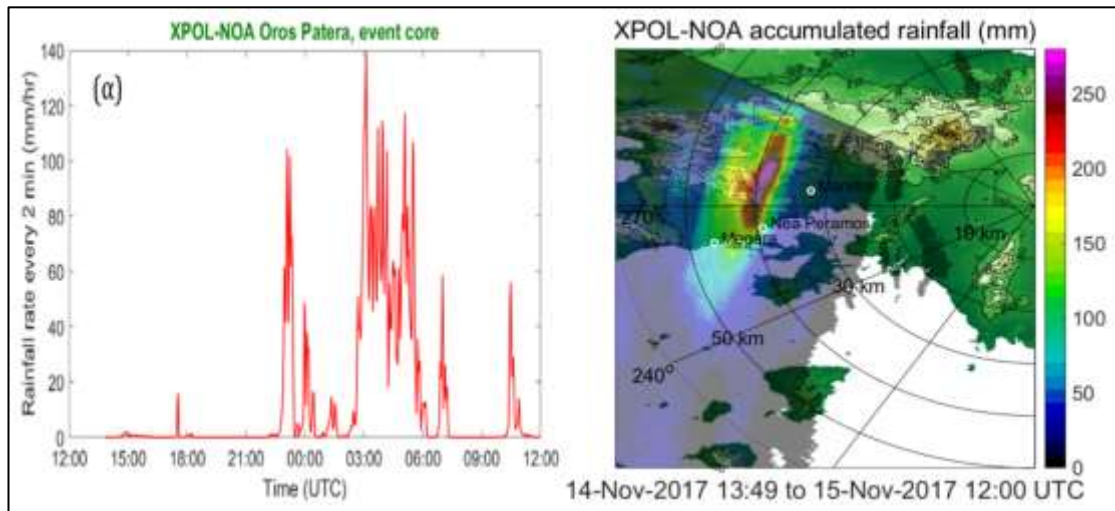 XPOL-NOA Oros Patera, event core
(α)
Rainfall rate every 2 min (mm/hr)
140
120
100
80
60
40
20
0
12:00 15:00 18:00 21:00 00:00 03:00 06:00 09:00 12:00
Time (UTC)
XPOL-NOA accumulated rainfall (mm)
270°
Nea Peramos
Megara
10 km
30 km
50 km
240°
250
200
150
100
50
0
14-Nov-2017 13:49 to 15-Nov-2017 12:00 UTC